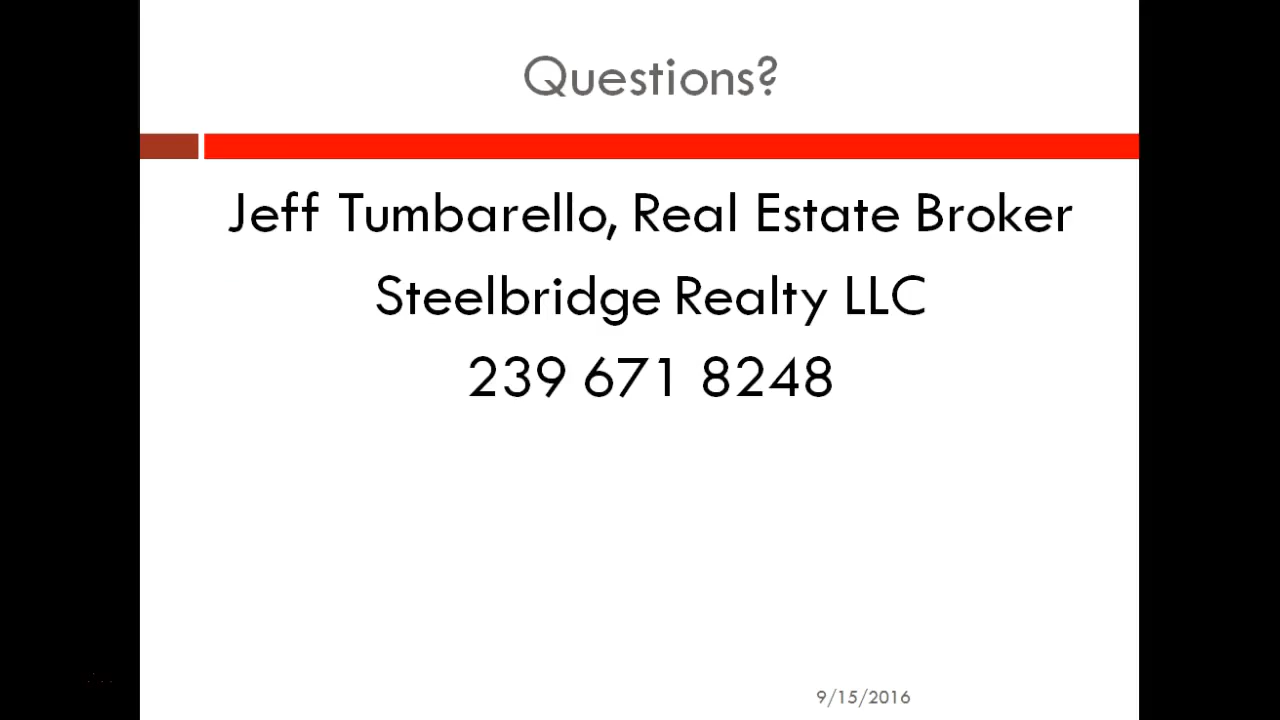 Questions?
Jeff Tumbarello, Real Estate Broker
Steelbridge Realty LLC
239 671 8248
9/15/2016